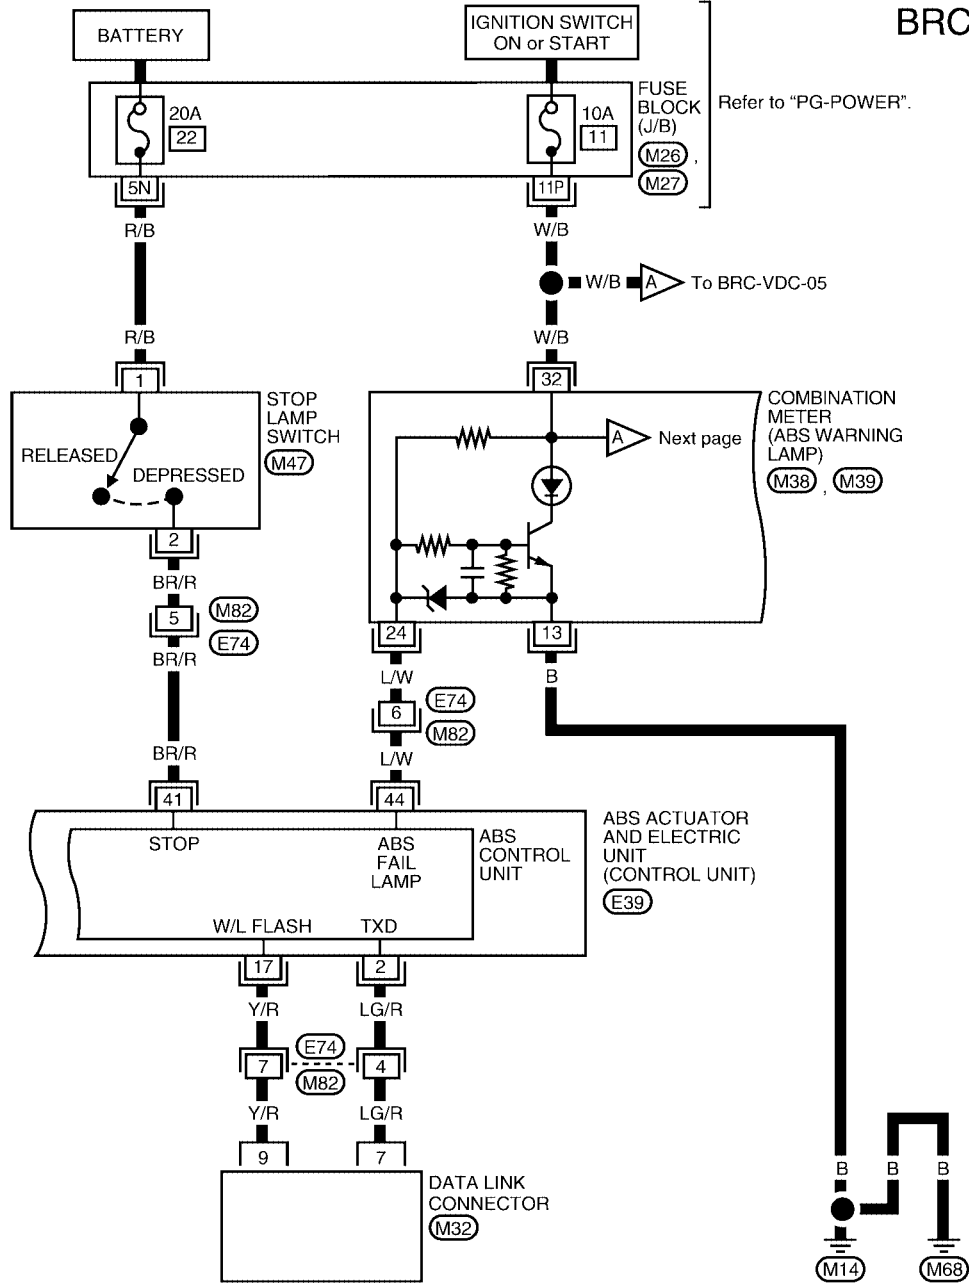 BRC
BATTERY
IGNITION SWITCH
ON or START
20A
22
10A
11
FUSE
BLOCK
(J/B)
M26 ,
M27
Refer to “PG-POWER”.
5N
11P
R/B
W/B
W/B
A
To BRC-VDC-05
R/B
W/B
1
32
STOP
LAMP
SWITCH
M47
RELEASED
DEPRESSED
A
Next page
COMBINATION
METER
(ABS WARNING
LAMP)
M38 , M39
2
BR/R
5
M82
E74
BR/R
24
13
L/W
B
6
E74
M82
BR/R
L/W
41
44
STOP
ABS
FAIL
LAMP
ABS
CONTROL
UNIT
ABS ACTUATOR
AND ELECTRIC
UNIT
(CONTROL UNIT)
E39
W/L FLASH
TXD
17
2
Y/R
LG/R
7
E74
M82
4
Y/R
LG/R
9
7
DATA LINK
CONNECTOR
M32
B
B
B
M14
M68